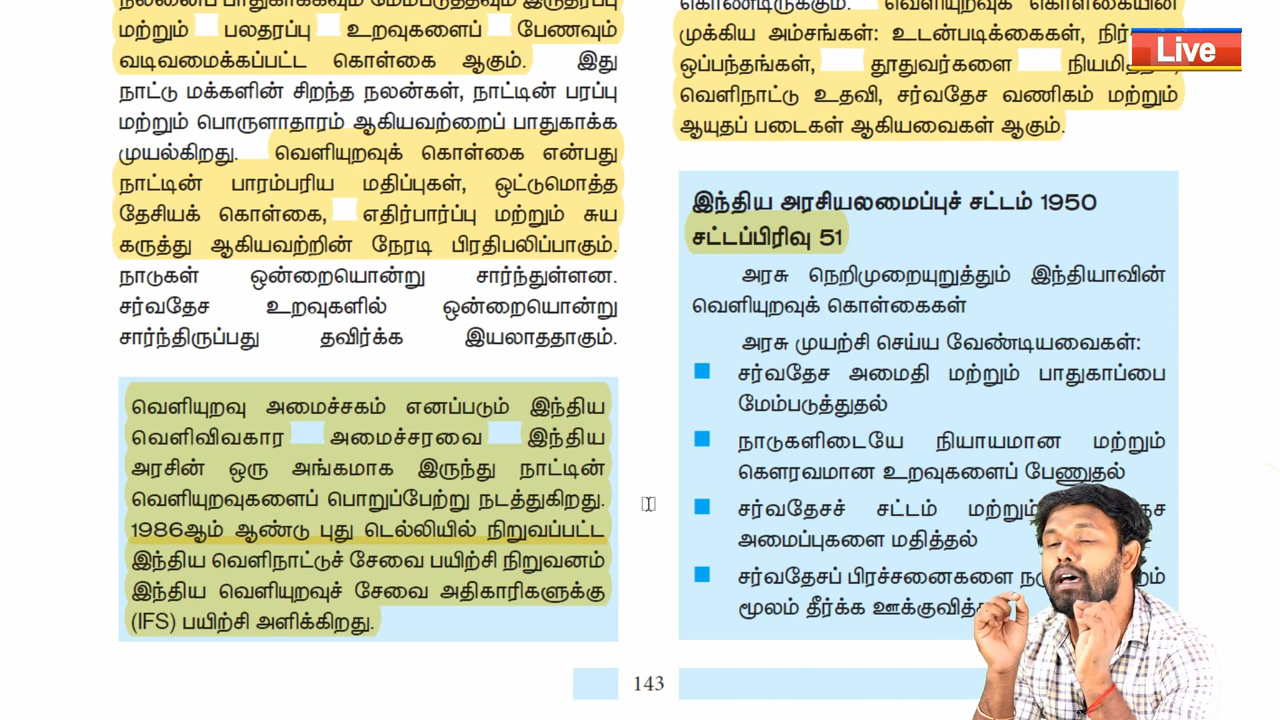 நலனைப் பாதுகாக்கவும் மேம்படுத்தவும் இருதரப்பு
மற்றும் பலதரப்பு உறவுகளைப் பேணவும்
வடிவமைக்கப்பட்ட கொள்கை ஆகும். இது
நாட்டு மக்களின் சிறந்த நலன்கள், நாட்டின் பரப்பு
மற்றும் பொருளாதாரம் ஆகியவற்றைப் பாதுகாக்க
முயல்கிறது. வெளியுறவுக் கொள்கை என்பது
நாட்டின் பாரம்பரிய மதிப்புகள், ஒட்டுமொத்த
தேசியக் கொள்கை, எதிர்பார்ப்பு மற்றும் சுய
கருத்து ஆகியவற்றின் நேரடி பிரதிபலிப்பாகும்.
நாடுகள் ஒன்றையொன்று சார்ந்துள்ளன.
சர்வதேச உறவுகளில் ஒன்றையொன்று
சார்ந்திருப்பது தவிர்க்க இயலாததாகும்.
வெளியுறவு அமைச்சகம் எனப்படும் இந்திய
வெளிவிவகார அமைச்சரவை இந்திய
அரசின் ஒரு அங்கமாக இருந்து நாட்டின்
வெளியுறவுகளைப் பொறுப்பேற்று நடத்துகிறது.
1986ஆம் ஆண்டு புது டெல்லியில் நிறுவப்பட்ட
இந்திய வெளிநாட்டுச் சேவை பயிற்சி நிறுவனம்
இந்திய வெளியுறவுச் சேவை அதிகாரிகளுக்கு
(IFS) பயிற்சி அளிக்கிறது.
கொண்டிருக்கும். வெளியுறவுக் கொள்கையின்
முக்கிய அம்சங்கள்: உடன்படிக்கைகள்,
ஒப்பந்தங்கள், தூதுவர்களை
வெளிநாட்டு உதவி, சர்வதேச வணிகம் மற்றும்
ஆயுதப் படைகள் ஆகியவைகள் ஆகும்.
Live
இந்திய அரசியலமைப்புச் சட்டம் 1950
சட்டப்பிரிவு 51
அரசு நெறிமுறையுறுத்தும் இந்தியாவின்
வெளியுறவுக் கொள்கைகள்
அரசு முயற்சி செய்ய வேண்டியவைகள்:
சர்வதேச அமைதி மற்றும் பாதுகாப்பை
மேம்படுத்துதல்
நாடுகளிடையே நியாயமான மற்றும்
கௌரவமான உறவுகளைப் பேணுதல்
சர்வதேசச் சட்டம் மற்றும்
அமைப்புகளை மதித்தல்
சர்வதேசப் பிரச்சனைகளை
மூலம் தீர்க்க
143